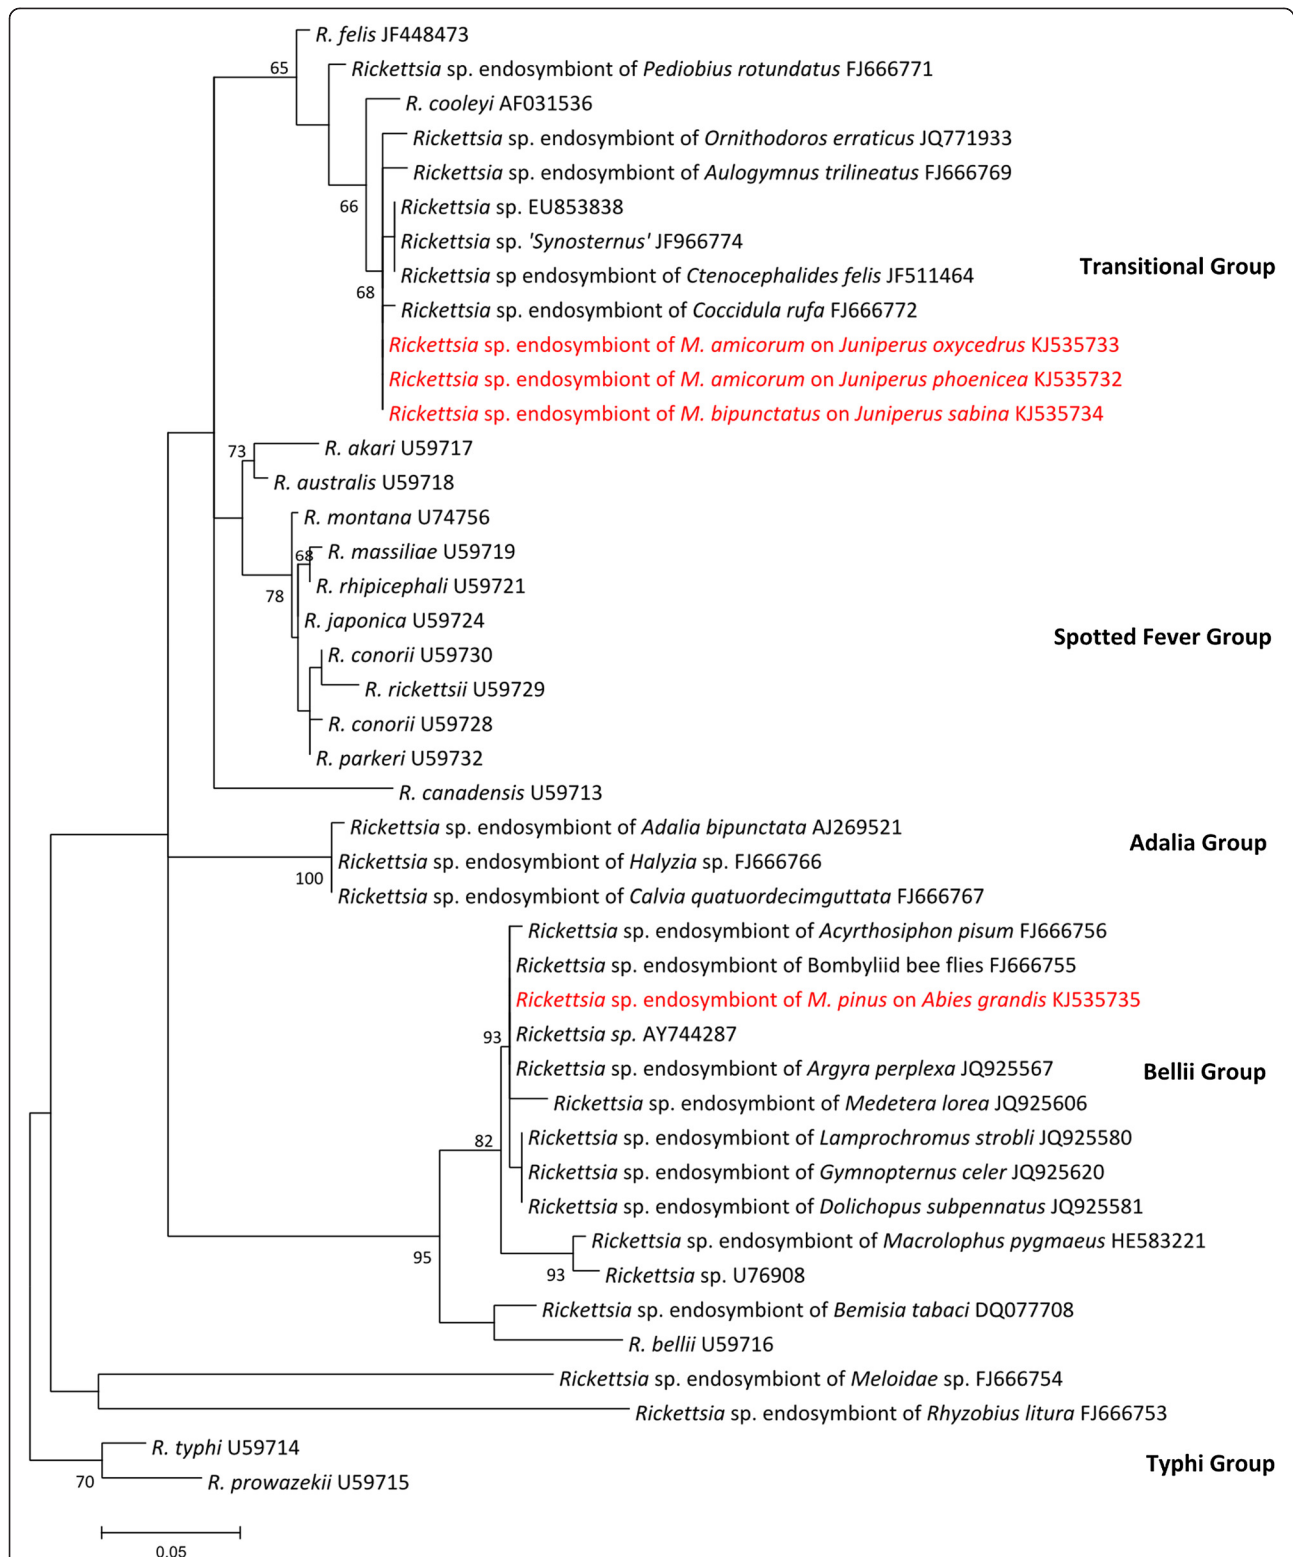 R. felis JF448473
65
Rickettsia sp. endosymbiont of Pediobius rotundatus FJ666771
R. cooleyi AF031536
Rickettsia sp. endosymbiont of Ornithodoros erraticus JQ771933
Rickettsia sp. endosymbiont of Aulogymnus trilineatus FJ666769
66
Rickettsia sp. EU853838
Rickettsia sp. 'Synosternus' JF966774
Transitional Group
Rickettsia sp endosymbiont of Ctenocephalides felis JF511464
68
Rickettsia sp. endosymbiont of Coccidula rufa FJ666772
Rickettsia sp. endosymbiont of M. amicorum on Juniperus oxycedrus KJ535733
Rickettsia sp. endosymbiont of M. amicorum on Juniperus phoenicea KJ535732
Rickettsia sp. endosymbiont of M. bipunctatus on Juniperus sabina KJ535734
73
R. akari U59717
R. australis U59718
R. montana U74756
68
R. massiliae U59719
R. rhipicephali U59721
78
R. japonica U59724
Spotted Fever Group
R. conorii U59730
R. rickettsii U59729
R. conorii U59728
R. parkeri U59732
R. canadensis U59713
Rickettsia sp. endosymbiont of Adalia bipunctata AJ269521
Adalia Group
Rickettsia sp. endosymbiont of Halyzia sp. FJ666766
100
Rickettsia sp. endosymbiont of Calvia quatuordecimguttata FJ666767
Rickettsia sp. endosymbiont of Acyrthosiphon pisum FJ666756
Rickettsia sp. endosymbiont of Bombyliid bee flies FJ666755
Rickettsia sp. endosymbiont of M. pinus on Abies grandis KJ535735
93
Rickettsia sp. AY744287
Rickettsia sp. endosymbiont of Argyra perplexa JQ925567
Bellii Group
Rickettsia sp. endosymbiont of Medetera lorea JQ925606
82
Rickettsia sp. endosymbiont of Lamprochromus strobli JQ925580
Rickettsia sp. endosymbiont of Gymnopternus celer JQ925620
Rickettsia sp. endosymbiont of Dolichopus subpennatus JQ925581
Rickettsia sp. endosymbiont of Macrolophus pygmaeus HE583221
95
93
Rickettsia sp. U76908
Rickettsia sp. endosymbiont of Bemisia tabaci DQ077708
R. bellii U59716
Rickettsia sp. endosymbiont of Meloidae sp. FJ666754
Rickettsia sp. endosymbiont of Rhyzobius litura FJ666753
R. typhi U59714
Typhi Group
70
R. prowazekii U59715
0.05